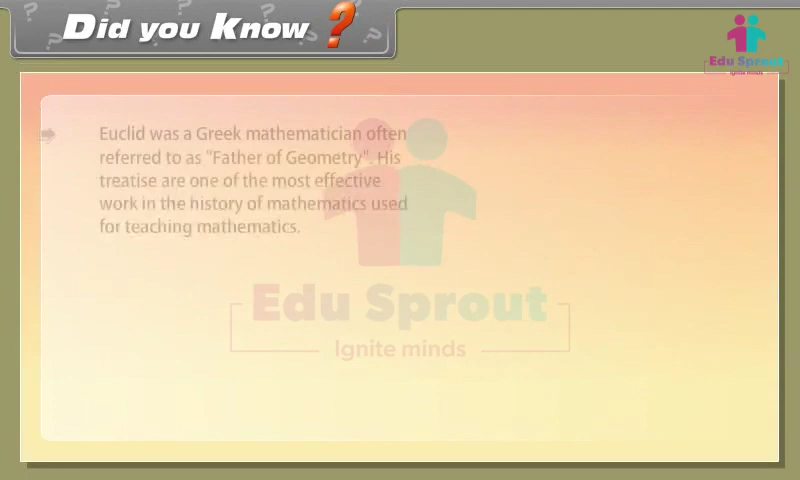 Did you Know ?
Edu Sprout
Ignite minds
Euclid was a Greek mathematician often
referred to as "Father of Geometry". His
treatise are one of the most effective
work in the history of mathematics used
for teaching mathematics.
Edu Sprout
Ignite minds